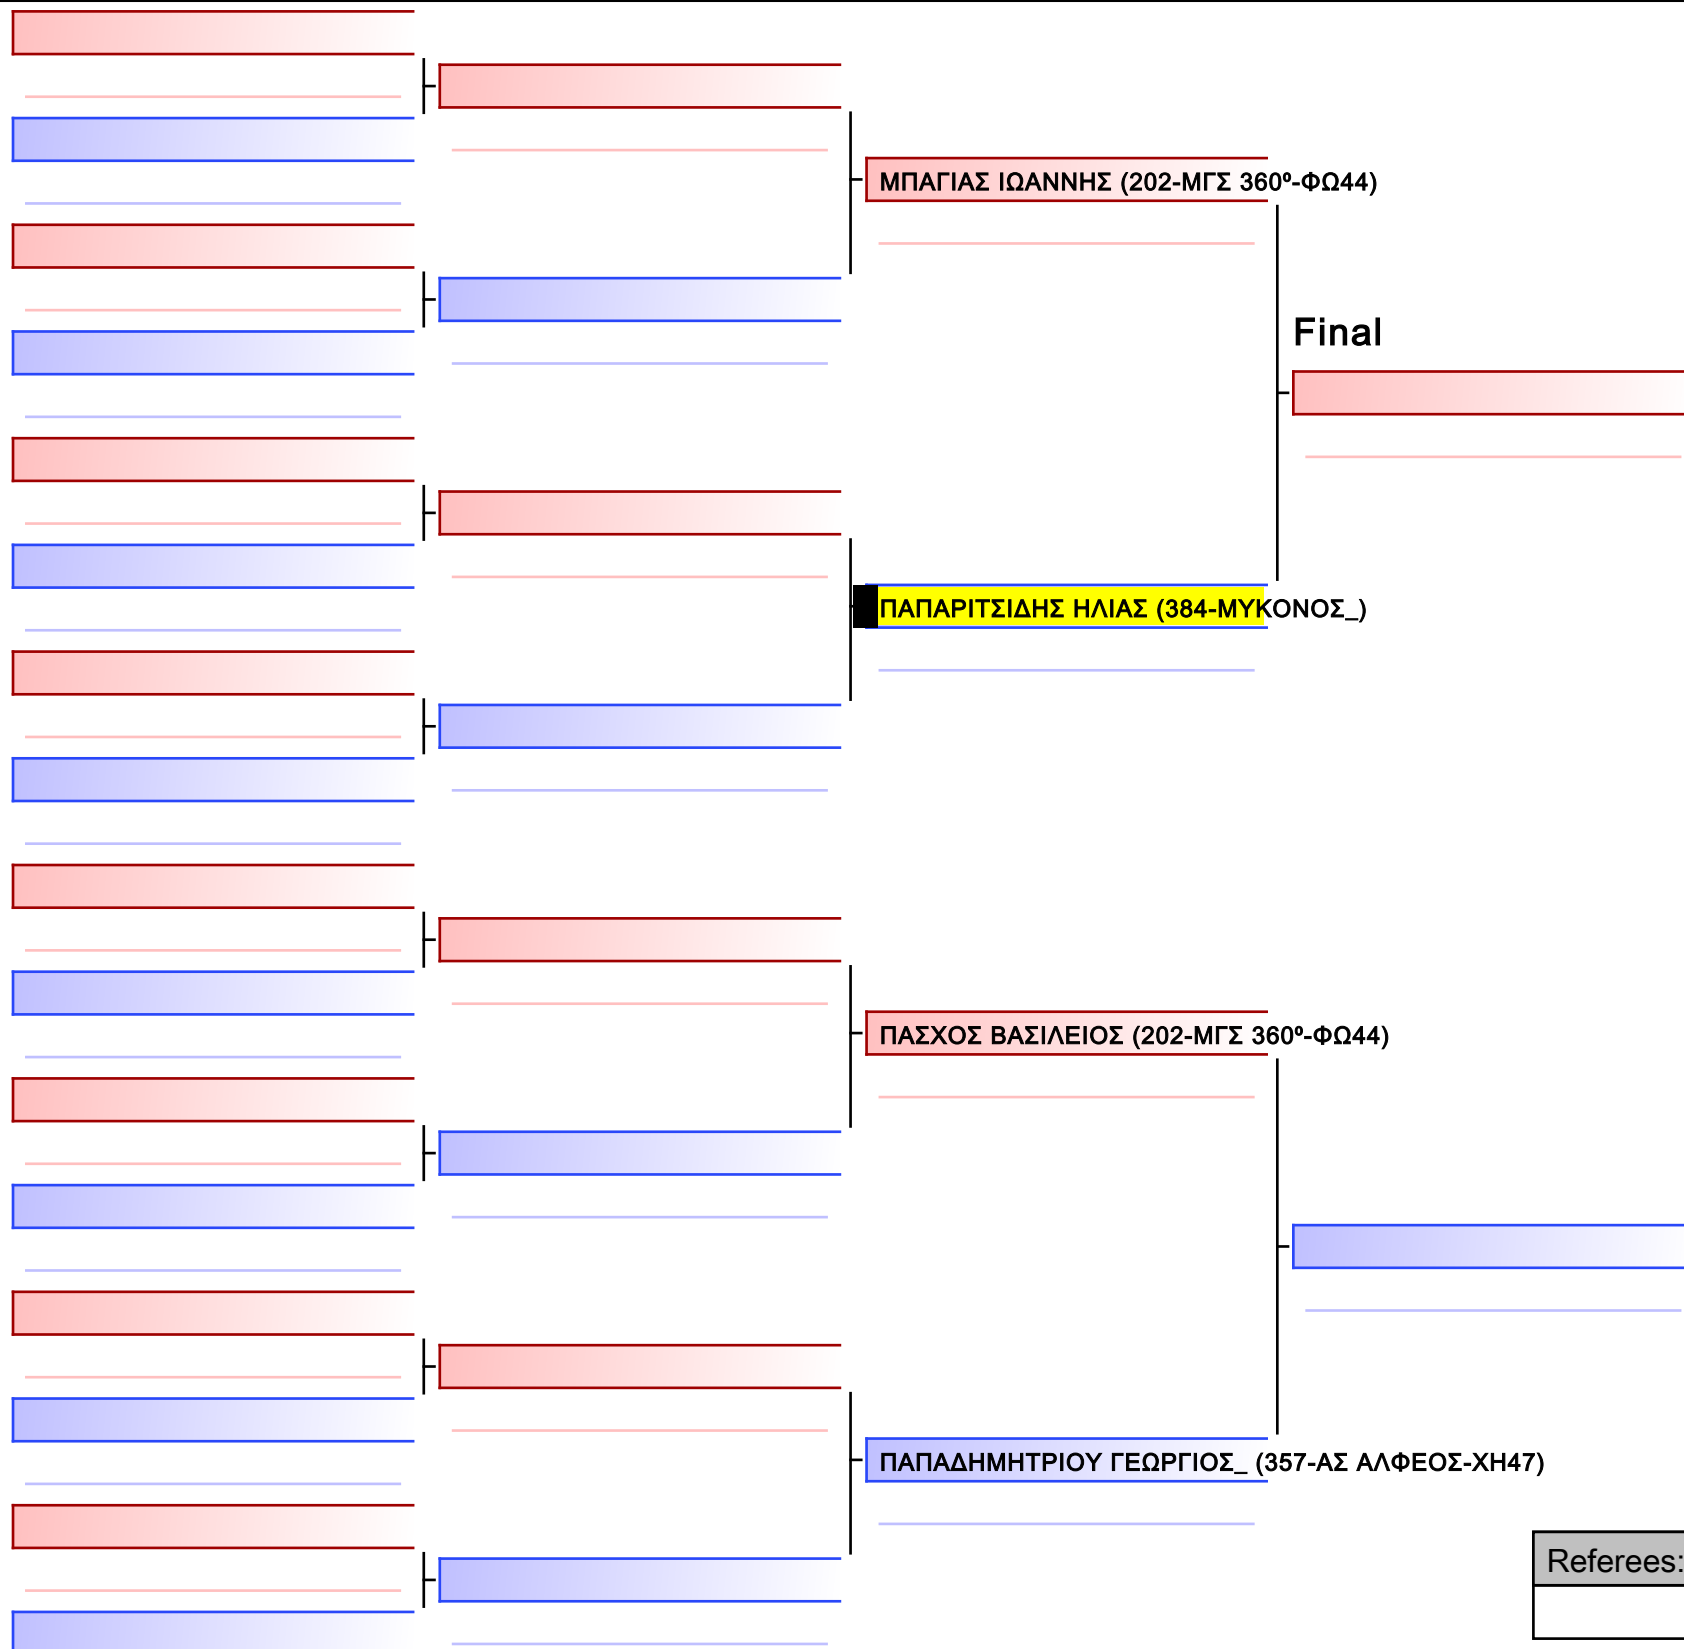 ΜΠΑΓΙΑΣ ΙΩΑΝΝΗΣ (202-ΜΓΣ 360º-ΦΩ44)
Final
ΠΑΠΑΡΙΤΣΙΔΗΣ ΗΛΙΑΣ (384-ΜΥΚΟΝΟΣ_)
ΠΑΣΧΟΣ ΒΑΣΙΛΕΙΟΣ (202-ΜΓΣ 360º-ΦΩ44)
ΠΑΠΑΔΗΜΗΤΡΙΟΥ ΓΕΩΡΓΙΟΣ_ (357-ΑΣ ΑΛΦΕΟΣ-ΧΗ47)
Referees: